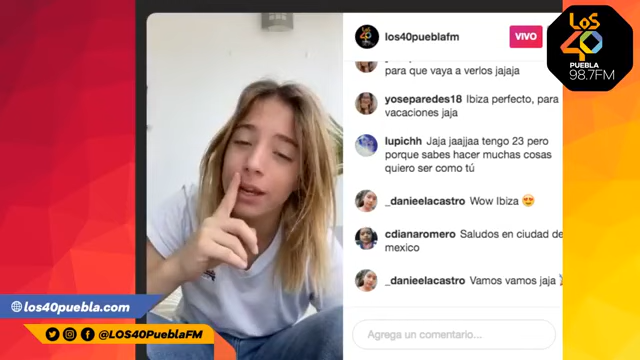 los40pueblafm
VIVO
para que vaya a verlos jajaja
yoseparedes18 Ibiza perfecto, para
vacaciones jaja
lupichh Jaja jaajjaa tengo 23 pero
porque sabes hacer muchas cosas
quiero ser como tú
_danieelacastro Wow Ibiza 😍
cdianaromero Saludos en ciudad de
mexico
_danieelacastro Vamos vamos jaja
Agrega un comentario...
LOS
40
PUEBLA
98.7FM
los40puebla.com
@LOS40PueblaFM